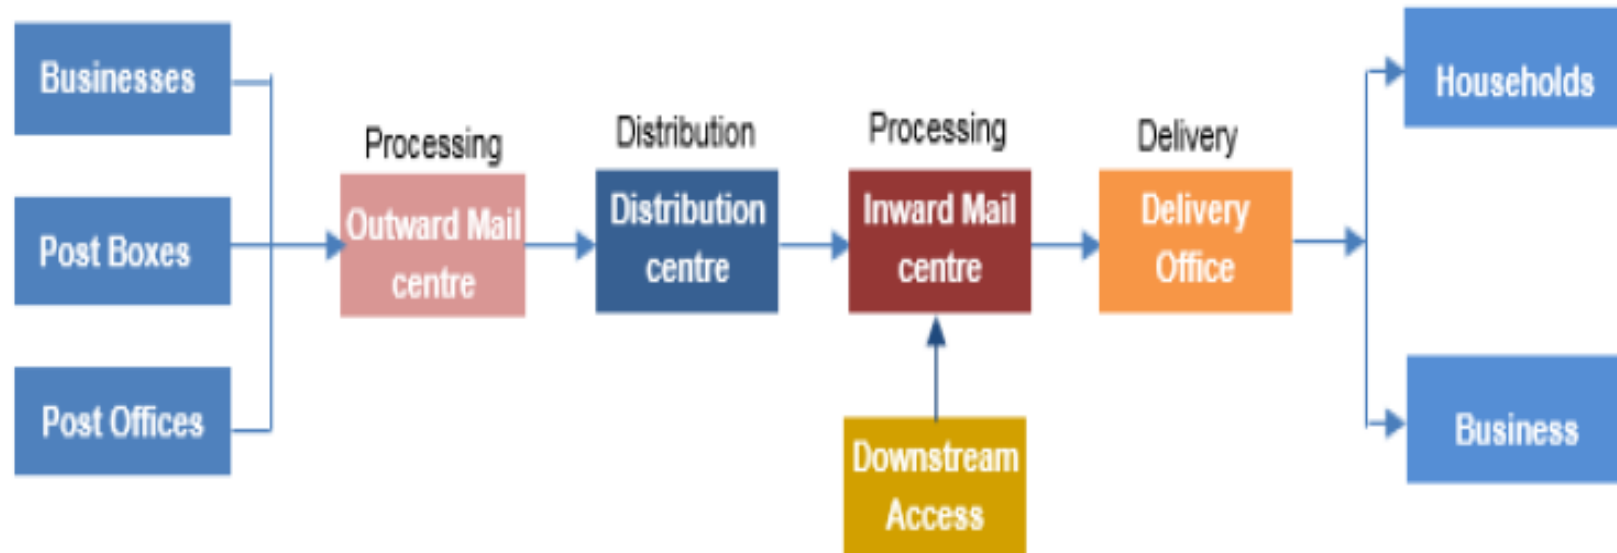 Businesses
Post Boxes
Post Offices
Processing
Outward Mail
centre
Distribution
Distribution
centre
Processing
Inward Mail
centre
Downstream
Access
Delivery
Delivery
Office
Households
Business